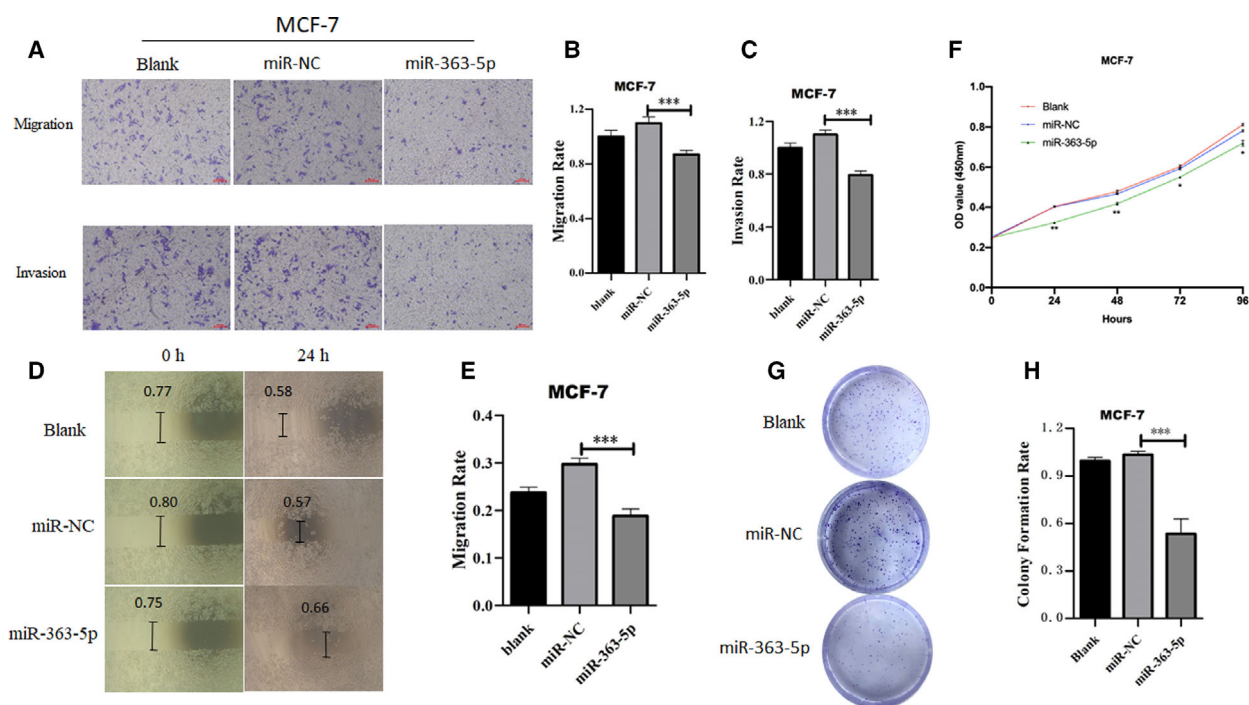 MCF-7
A
Blank
miR-NC
miR-363-5p
Migration
Invasion
B
MCF-7
***
Migration Rate
1.2
0.9
0.6
0.3
0.0
blank
miR-NC
miR-363-5p
C
MCF-7
***
Invasion Rate
1.2
0.8
0.4
0.0
blank
miR-NC
miR-363-5p
F
MCF-7
Blank
miR-NC
miR-363-5p
OD value (450nm)
1.0
0.8
0.6
0.4
0.2
0.0
**
**
*
*
0
24
48
72
96
Hours
D
0 h
24 h
Blank
0.77
0.58
miR-NC
0.80
0.57
miR-363-5p
0.75
0.66
E
MCF-7
***
Migration Rate
0.4
0.3
0.2
0.1
0.0
blank
miR-NC
miR-363-5p
G
Blank
miR-NC
miR-363-5p
H
MCF-7
***
Colony Formation Rate
1.2
0.9
0.6
0.3
0.0
Blank
miR-NC
miR-363-5p